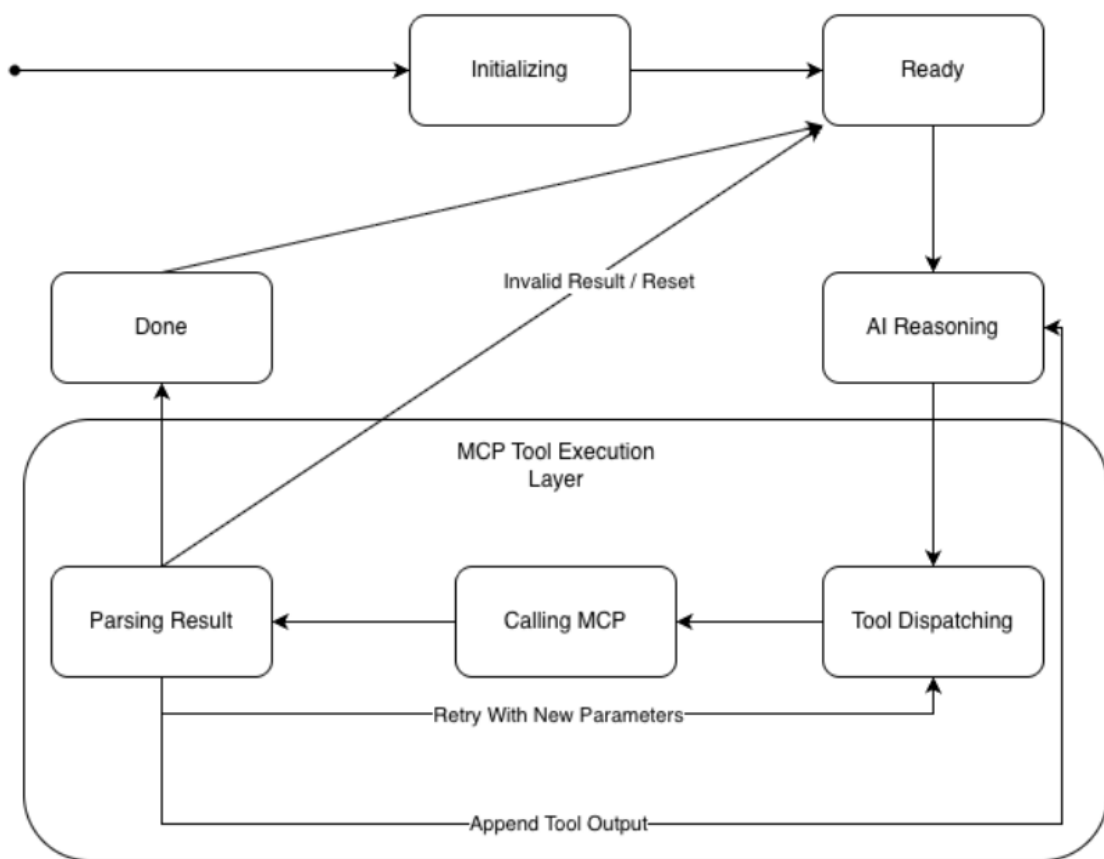 Initializing
Ready
Invalid Result / Reset
Done
AI Reasoning
MCP Tool Execution
Layer
Parsing Result
Calling MCP
Tool Dispatching
Retry With New Parameters
Append Tool Output